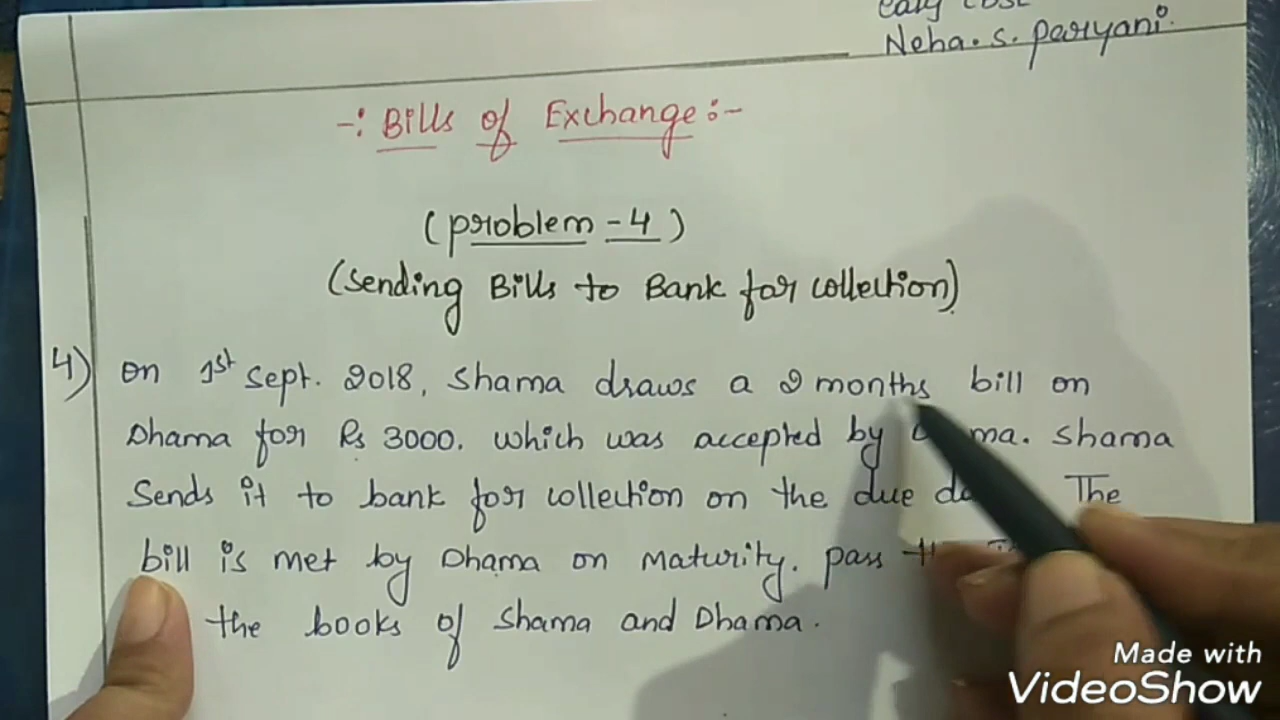 Neha. S. Paryani.
-: Bills of Exchange :-
(problem - 4)
(Sending Bills to Bank for collection)
4) On 1st Sept. 2018, Shama draws a 2 months bill on
Dhama for Rs 3000. which was accepted by Shama
Sends it to bank for collection on the due The
bill is met by Dhama on maturity. pass
the books of Shama and Dhama.
Made with
VideoShow